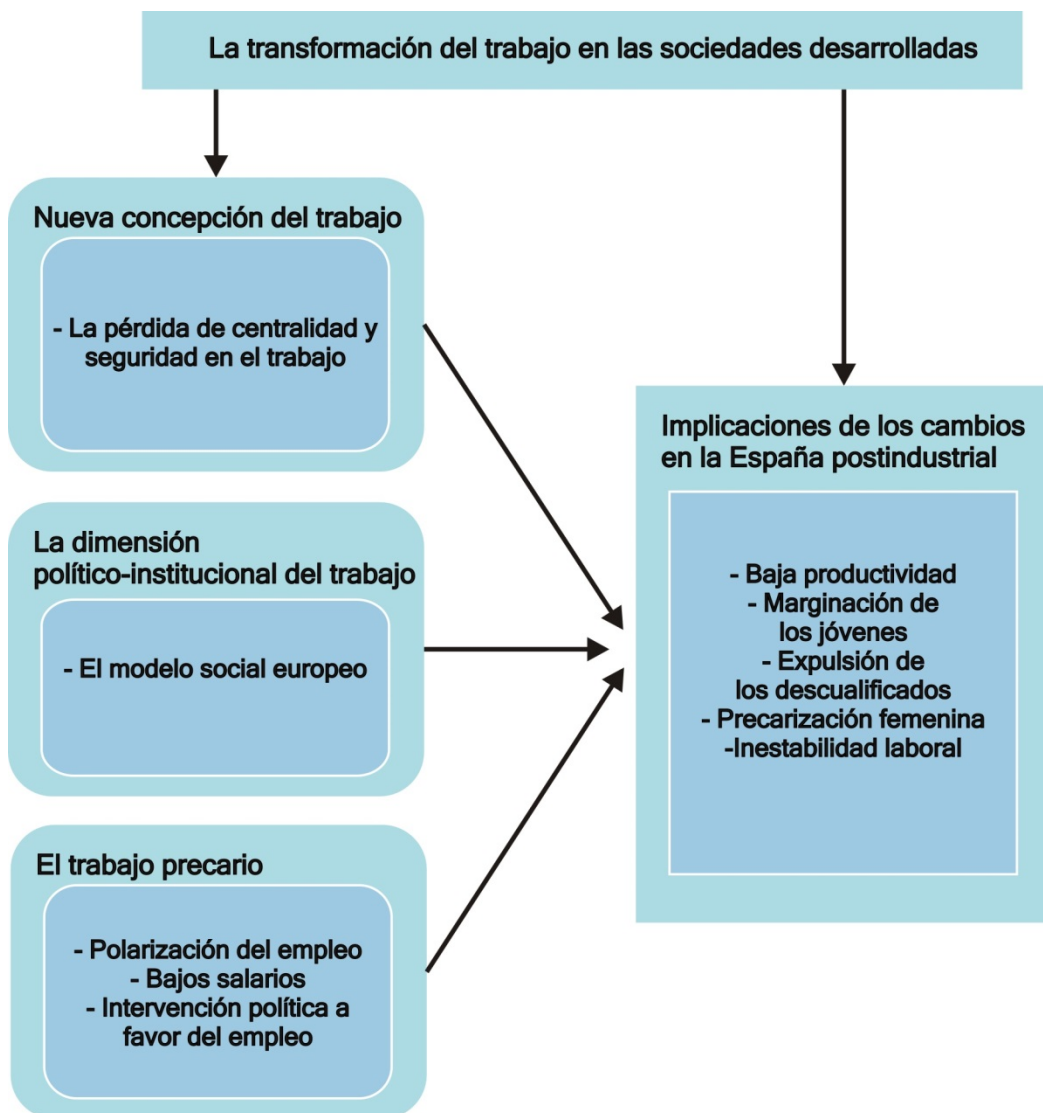 La transformación del trabajo en las sociedades desarrolladas
Nueva concepción del trabajo
- La pérdida de centralidad y
seguridad en el trabajo
La dimensión
político-institucional del trabajo
- El modelo social europeo
El trabajo precario
- Polarización del empleo
- Bajos salarios
- Intervención política a
favor del empleo
Implicaciones de los cambios
en la España postindustrial
- Baja productividad
- Marginación de
los jóvenes
- Expulsión de
los descualificados
- Precarización femenina
-Inestabilidad laboral